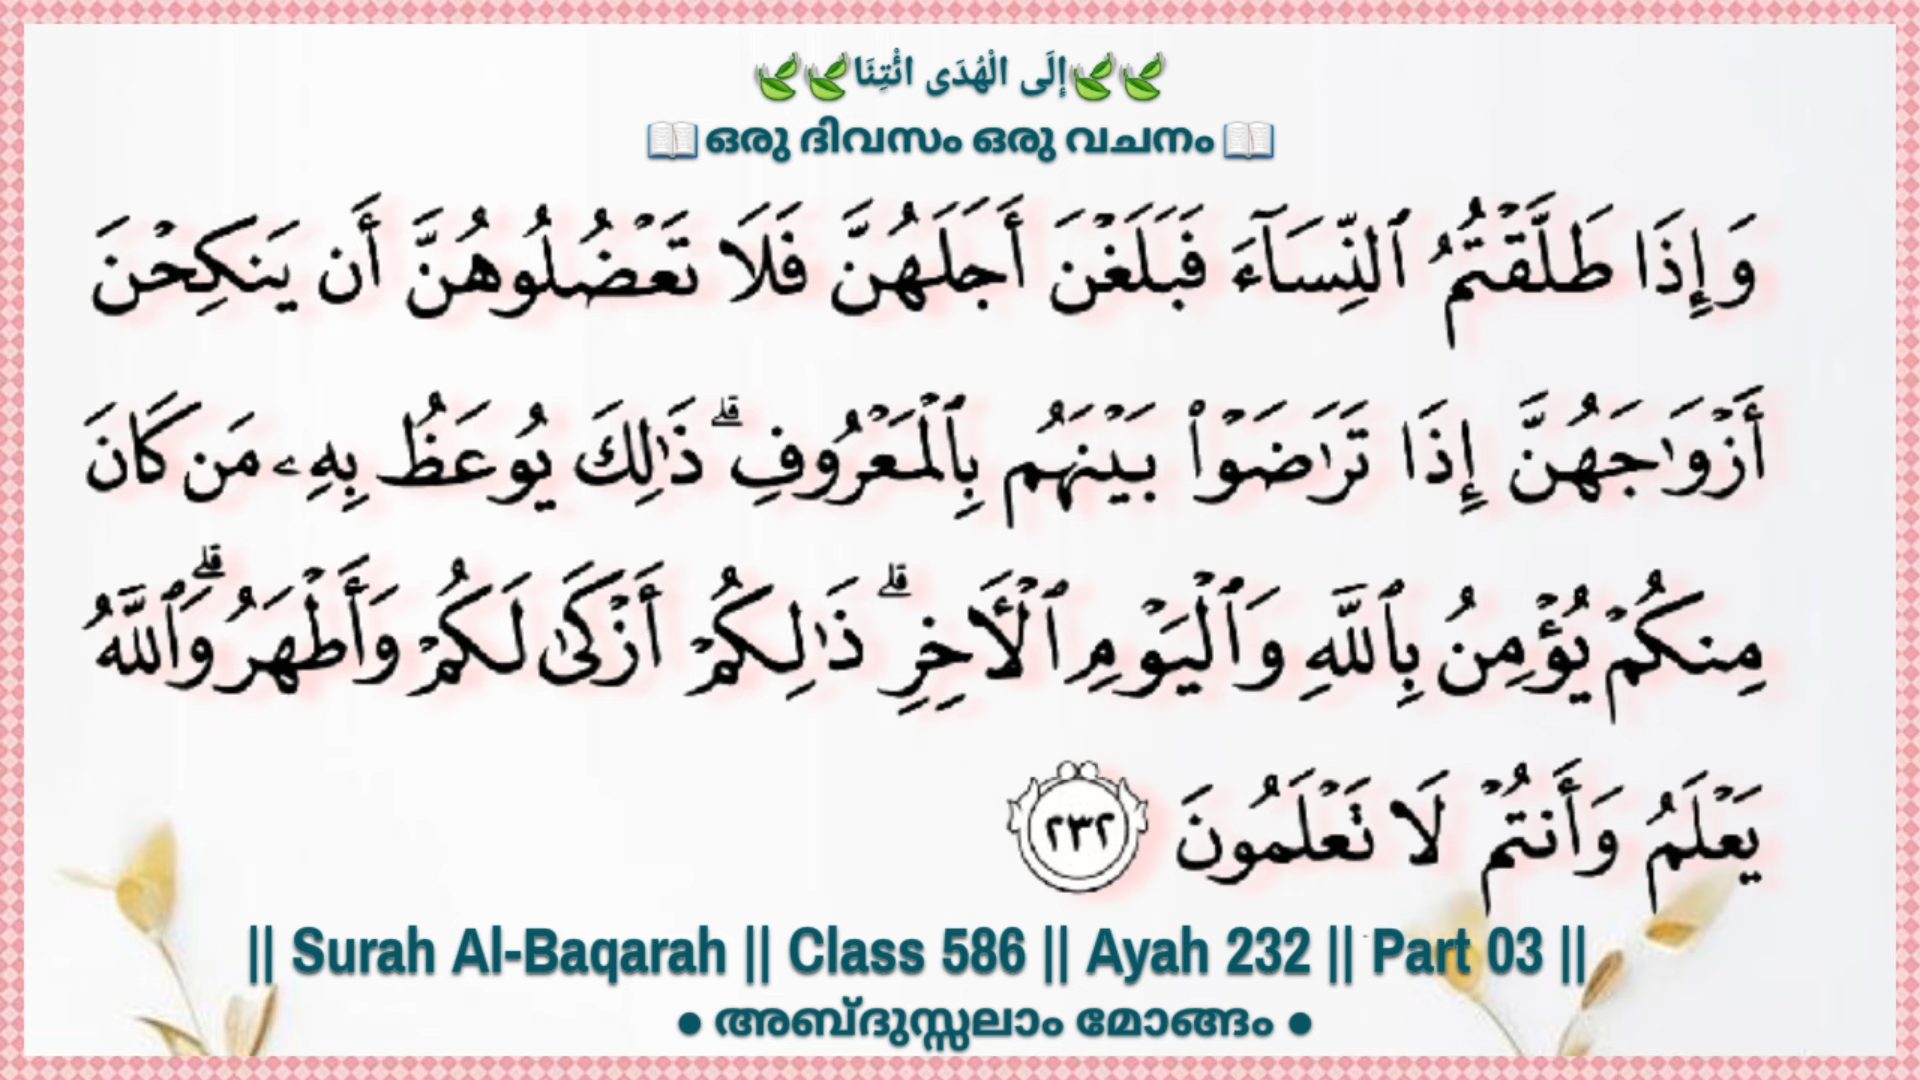 🌿🌿إلَى الْهُدَى ائْتِنَا🌿🌿
📖ഒരു ദിവസം ഒരു വചനം📖
وَإِذَا طَلَّقْتُمُ ٱلنِّسَآءَ فَبَلَغْنَ أَجَلَهُنَّ فَلَا تَعْضُلُوهُنَّ أَن يَنكِحْنَ
أَزْوَٰجَهُنَّ إِذَا تَرَٰضَوْا۟ بَيْنَهُم بِٱلْمَعْرُوفِ ۗ ذَٰلِكَ يُوعَظُ بِهِۦ مَن كَانَ
مِنكُمْ يُؤْمِنُ بِٱللَّهِ وَٱلْيَوْمِ ٱلْأَخِرِ ۗ ذَٰلِكُمْ أَزْكَىٰ لَكُمْ وَأَطْهَرُ ۗ وَٱللَّهُ
يَعْلَمُ وَأَنتُمْ لَا تَعْلَمُونَ ٢٣٢
|| Surah Al-Baqarah || Class 586 || Ayah 232 || Part 03 ||
• അബ്ദുസ്സലാം മോങ്ങം •